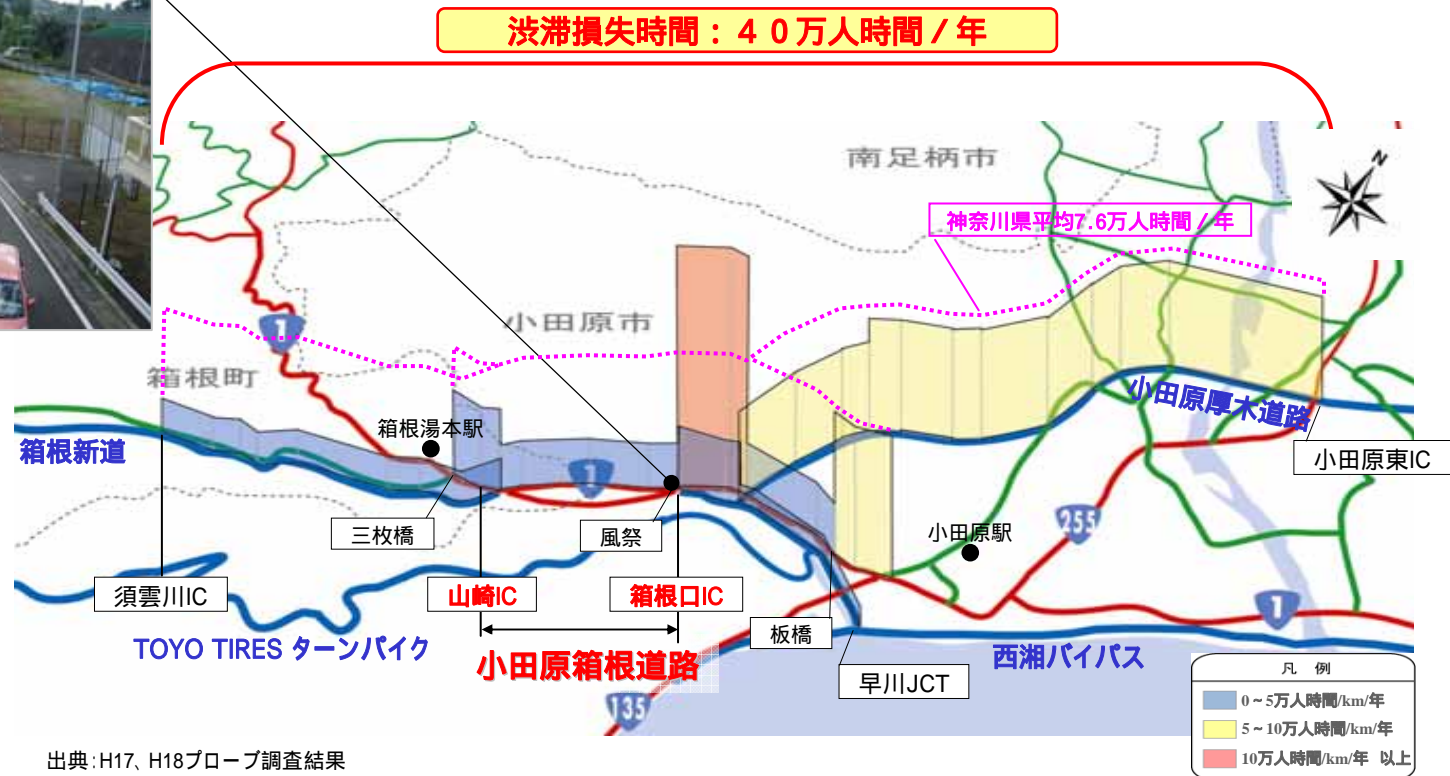 渋滞損失時間：４０万人時間／年
南足柄市
N
神奈川県平均7.6万人時間／年
1
小田原市
箱根町
箱根湯本駅
小田原厚木道路
箱根新道
小田原東IC
1
三枚橋
風祭
小田原駅
255
須雲川IC
山崎IC
箱根口IC
1
板橋
TOYO TIRES ターンパイク
小田原箱根道路
西湘バイパス
早川JCT
135
凡 例
0～5万人時間/km/年
5～10万人時間/km/年
10万人時間/km/年 以上
出典：H17、H18プローブ調査結果